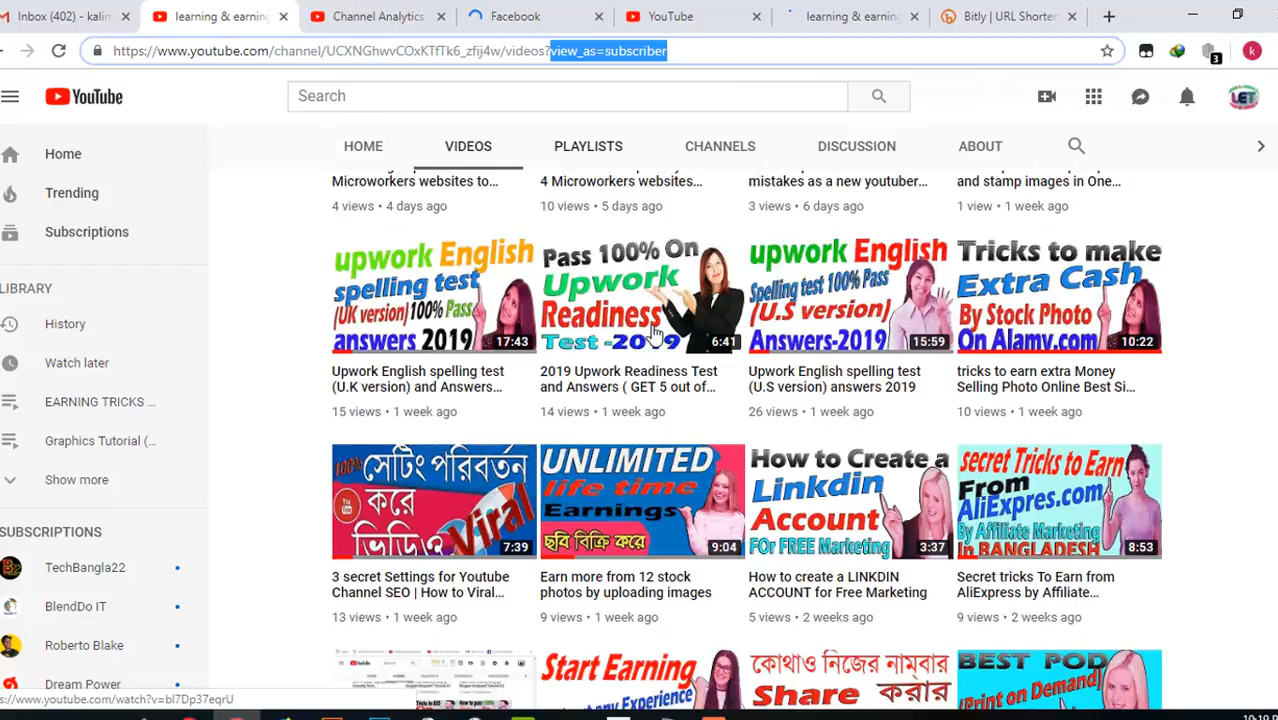 Inbox (402) - kalin
learning & earning
Channel Analytics
Facebook
YouTube
learning & earning
Bitly | URL Shorten
https://www.youtube.com/channel/UCXNGhwvCOxKTfTk6_zfij4w/videos?view_as=subscriber
3
k
YouTube
Search
LET
HOME
VIDEOS
PLAYLISTS
CHANNELS
DISCUSSION
ABOUT
Home
Trending
Subscriptions
LIBRARY
History
Watch later
EARNING TRICKS ...
Graphics Tutorial (...
Show more
SUBSCRIPTIONS
TechBangla22
BlendDo IT
Roberto Blake
Dream Power
Microworkers websites to...
4 views • 4 days ago
4 Microworkers websites...
10 views • 5 days ago
mistakes as a new youtuber...
3 views • 6 days ago
and stamp images in One...
1 view • 1 week ago
upwork English
spelling test
(UK version) 100% Pass
answers 2019
17:43
Pass 100% On
Upwork
Readiness
Test -2019
6:41
upwork English
Spelling test 100% Pass
(U.S version)
Answers-2019
15:59
Tricks to make
Extra Cash
By Stock Photo
On Alamy.com
10:22
Upwork English spelling test
(U.K version) and Answers...
15 views • 1 week ago
2019 Upwork Readiness Test
and Answers ( GET 5 out of...
14 views • 1 week ago
Upwork English spelling test
(U.S version) answers 2019
26 views • 1 week ago
tricks to earn extra Money
Selling Photo Online Best Si...
10 views • 1 week ago
100% সেটিং পরিবর্তন
করে
ভিডিও Viral
7:39
UNLIMITED
life time
Earnings
ছবি বিক্রি করে
9:04
How to Create a
Linkdin
Account
FOr FREE Marketing
3:37
secret Tricks to Earn
From
AliExpres.com
By Affiliate Marketing
In BANGLADESH
8:53
3 secret Settings for Youtube
Channel SEO | How to Viral...
13 views • 1 week ago
Earn more from 12 stock
photos by uploading images
9 views • 1 week ago
How to create a LINKDIN
ACCOUNT for Free Marketing
5 views • 2 weeks ago
Secret tricks To Earn from
AliExpress by Affiliate...
9 views • 2 weeks ago
Start Earning
any Experience
কোথাও নিজের নাম্বার
Share করার
BEST POD
(Print on Demand)
s://www.youtube.com/watch?v=bl7Dp37eqrU